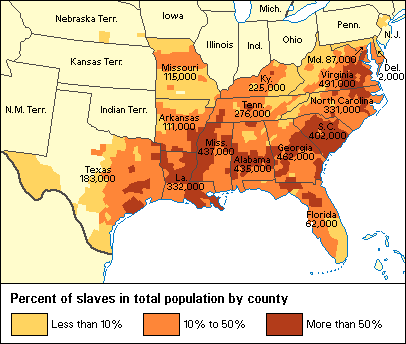 Nebraska Terr.
Iowa
Mich.
Penn.
N.J.
Illinois
Ind.
Ohio
Kansas Terr.
Missouri
115,000
Md. 87,000
Del.
2,000
Ky.
225,000
Virginia
491,000
N.M. Terr.
Indian Terr.
Arkansas
111,000
Tenn.
276,000
North Carolina
331,000
S.C.
402,000
Miss.
437,000
Alabama
435,000
Georgia
462,000
Texas
183,000
La.
332,000
Florida
62,000
Percent of slaves in total population by county
Less than 10% 10% to 50% More than 50%